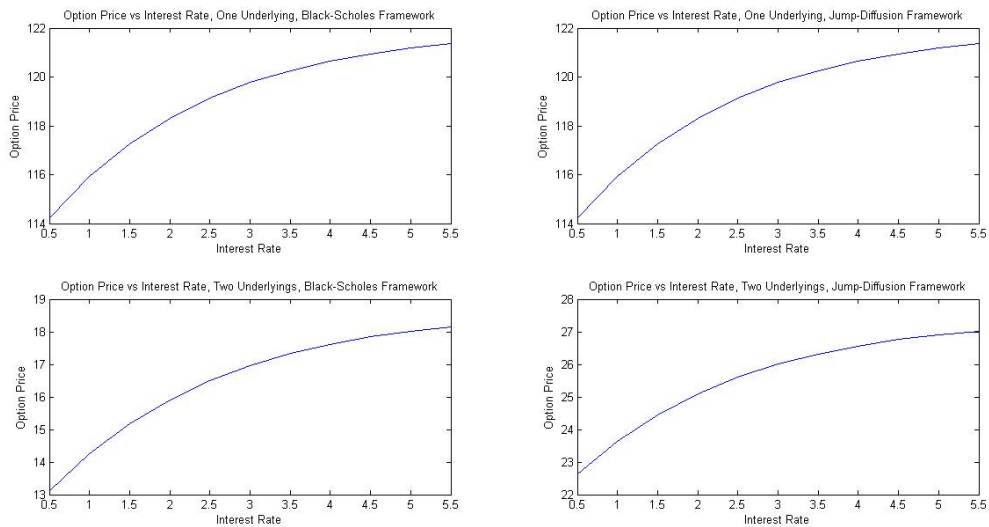 Option Price vs Interest Rate, One Underlying, Black-Scholes Framework
122
120
118
116
114
Option Price
0.5 1 1.5 2 2.5 3 3.5 4 4.5 5 5.5
Interest Rate
Option Price vs Interest Rate, One Underlying, Jump-Diffusion Framework
122
120
118
116
114
Option Price
0.5 1 1.5 2 2.5 3 3.5 4 4.5 5 5.5
Interest Rate
Option Price vs Interest Rate, Two Underlyings, Black-Scholes Framework
19
18
17
16
15
14
13
Option Price
0.5 1 1.5 2 2.5 3 3.5 4 4.5 5 5.5
Interest Rate
Option Price vs Interest Rate, Two Underlyings, Jump-Diffusion Framework
28
27
26
25
24
23
22
Option Price
0.5 1 1.5 2 2.5 3 3.5 4 4.5 5 5.5
Interest Rate